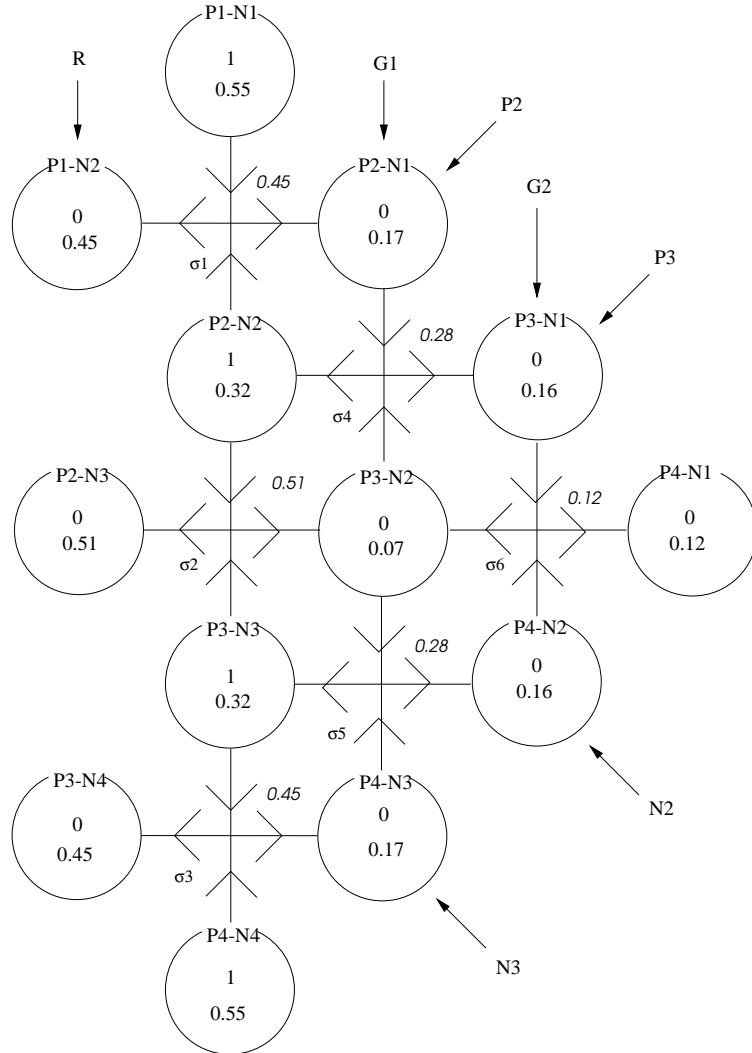 P1-N1
1
0.55
R
G1
P2
P1-N2
0
0.45
0.45
σ1
P2-N1
0
0.17
G2
P3
P2-N2
1
0.32
0.28
σ4
P3-N1
0
0.16
P2-N3
0
0.51
0.51
σ2
P3-N2
0
0.07
0.12
σ6
P4-N1
0
0.12
P3-N3
1
0.32
0.28
σ5
P4-N2
0
0.16
P3-N4
0
0.45
0.45
σ3
P4-N3
0
0.17
N2
P4-N4
1
0.55
N3